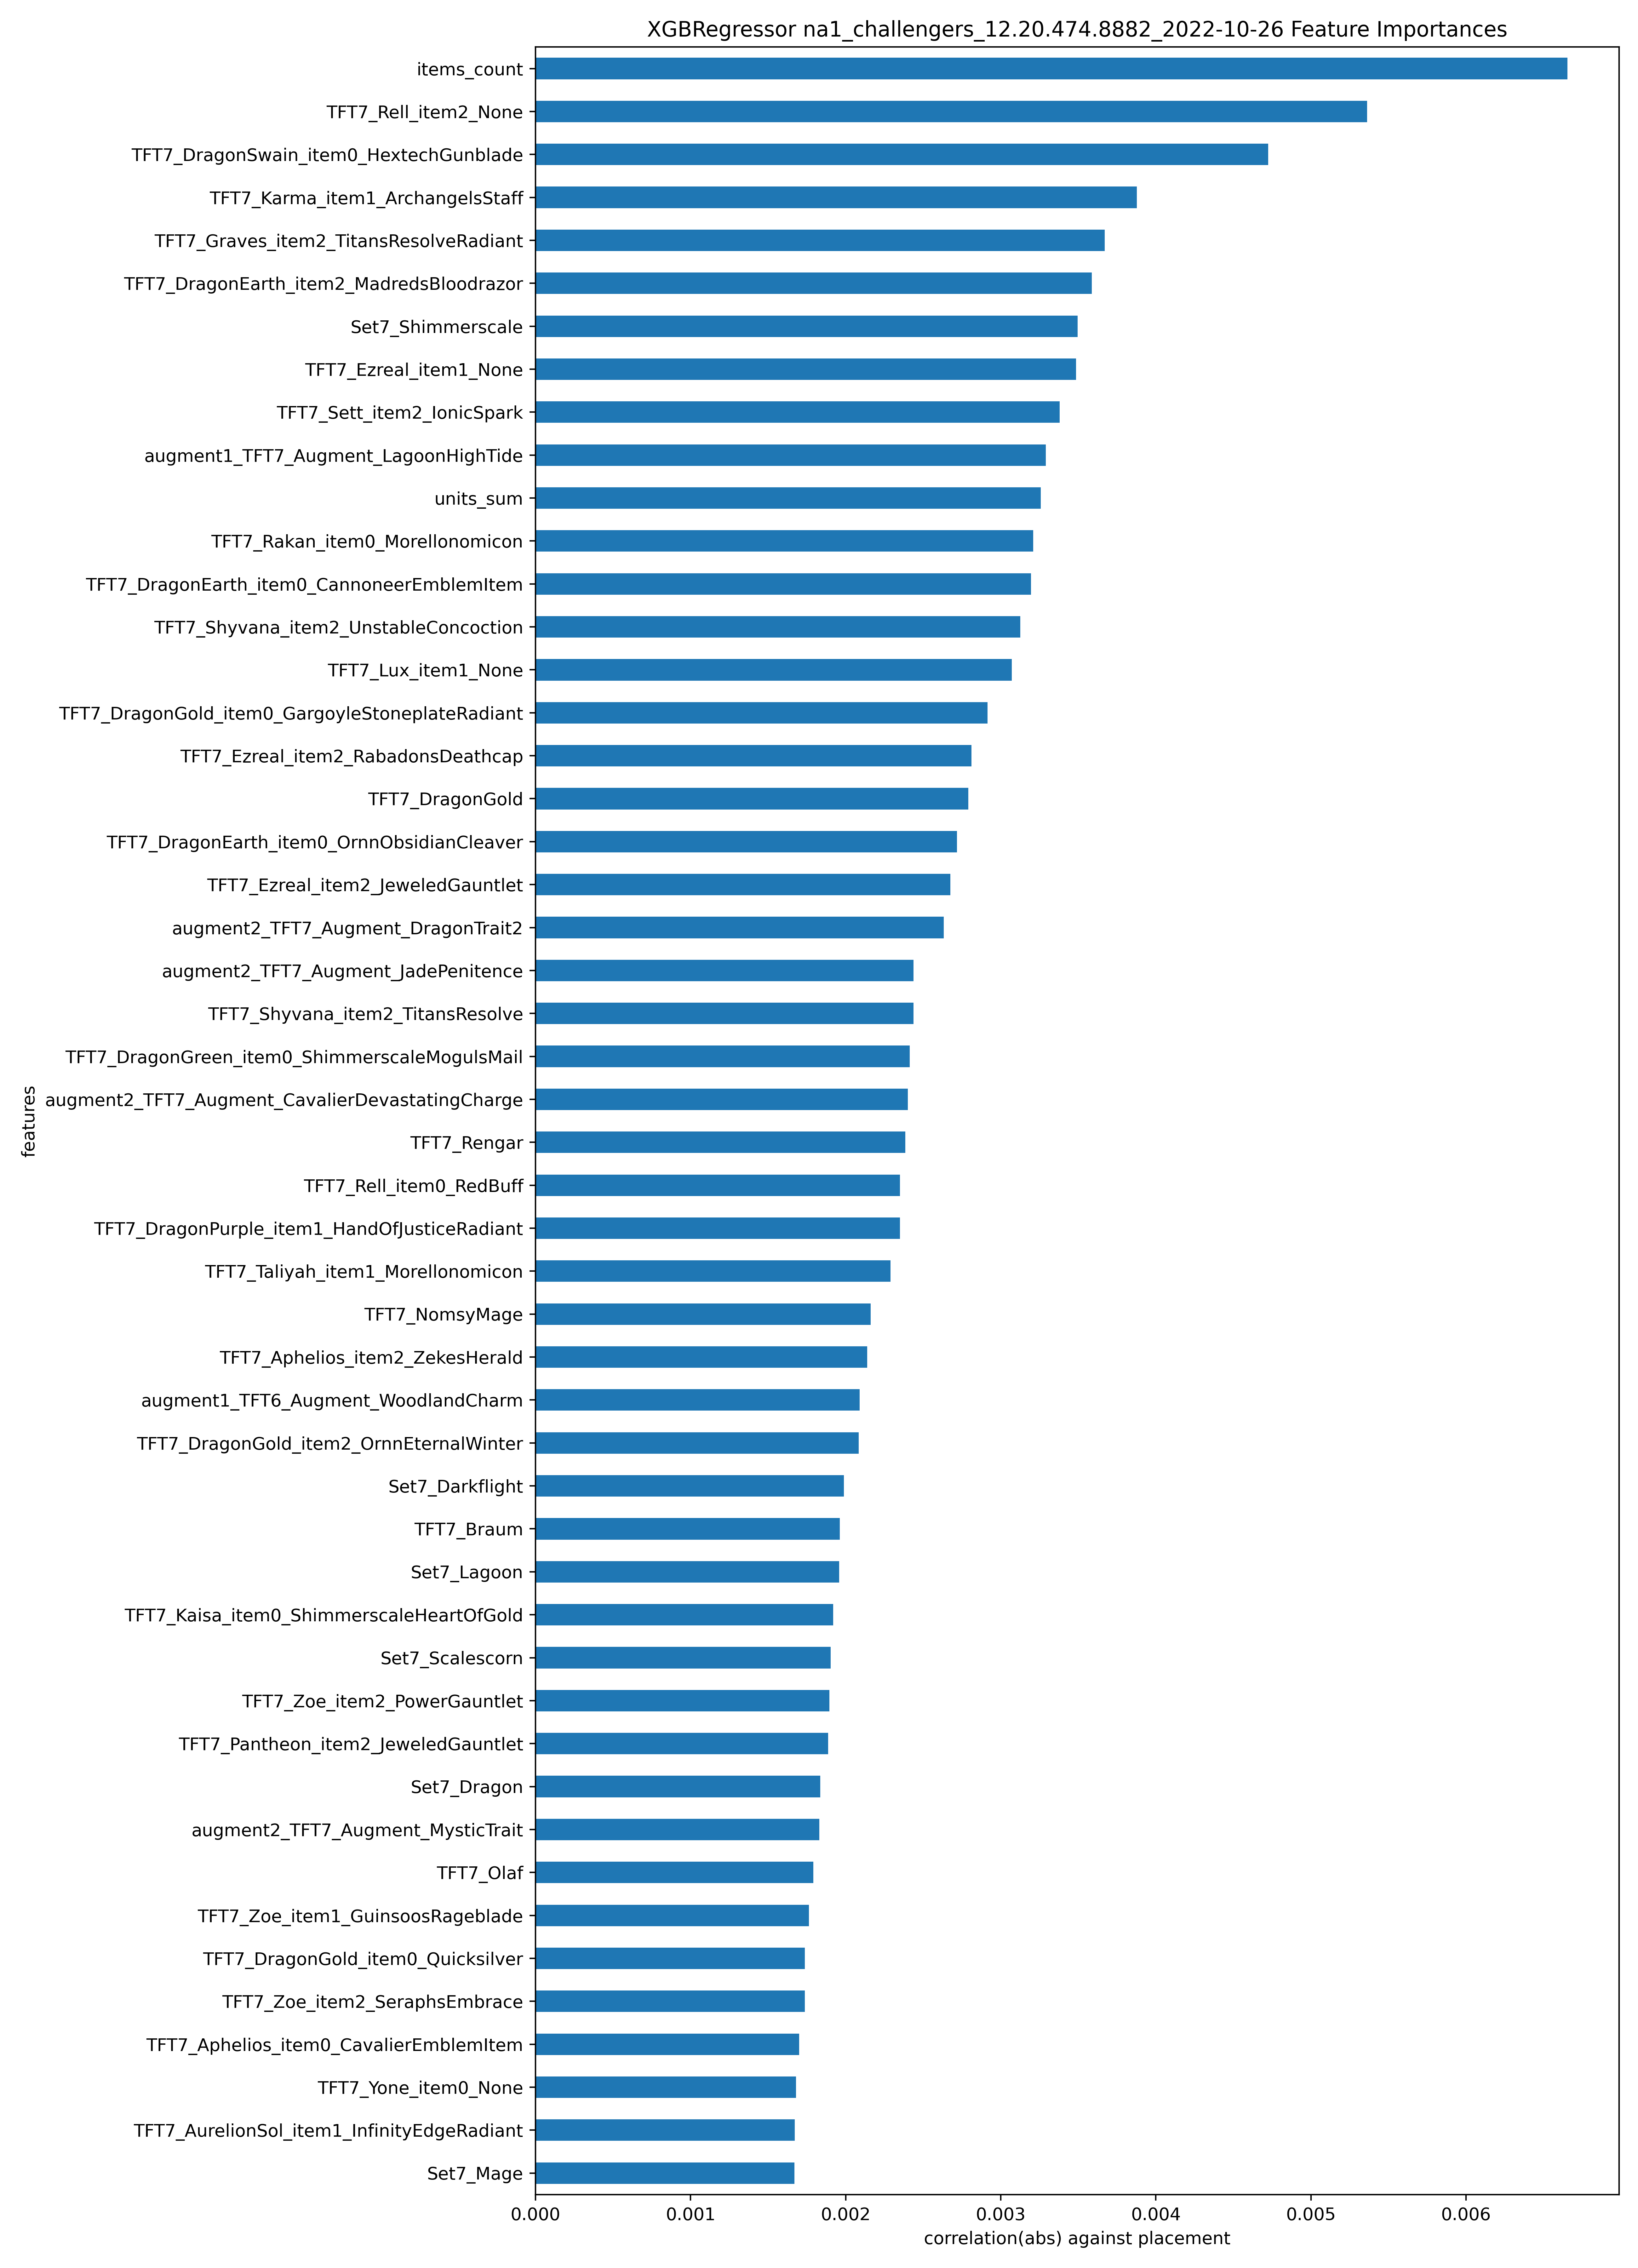 XGBRegressor na1_challengers_12.20.474.8882_2022-10-26 Feature Importances
items_count
TFT7_Rell_item2_None
TFT7_DragonSwain_item0_HextechGunblade
TFT7_Karma_item1_ArchangelsStaff
TFT7_Graves_item2_TitansResolveRadiant
TFT7_DragonEarth_item2_MadredsBloodrazor
Set7_Shimmerscale
TFT7_Ezreal_item1_None
TFT7_Sett_item2_IonicSpark
augment1_TFT7_Augment_LagoonHighTide
units_sum
TFT7_Rakan_item0_Morellonomicon
TFT7_DragonEarth_item0_CannoneerEmblemItem
TFT7_Shyvana_item2_UnstableConcoction
TFT7_Lux_item1_None
TFT7_DragonGold_item0_GargoyleStoneplateRadiant
TFT7_Ezreal_item2_RabadonsDeathcap
TFT7_DragonGold
TFT7_DragonEarth_item0_OrnnObsidianCleaver
TFT7_Ezreal_item2_JeweledGauntlet
augment2_TFT7_Augment_DragonTrait2
augment2_TFT7_Augment_JadePenitence
TFT7_Shyvana_item2_TitansResolve
TFT7_DragonGreen_item0_ShimmerscaleMogulsMail
augment2_TFT7_Augment_CavalierDevastatingCharge
TFT7_Rengar
TFT7_Rell_item0_RedBuff
TFT7_DragonPurple_item1_HandOfJusticeRadiant
TFT7_Taliyah_item1_Morellonomicon
TFT7_NomsyMage
TFT7_Aphelios_item2_ZekesHerald
augment1_TFT6_Augment_WoodlandCharm
TFT7_DragonGold_item2_OrnnEternalWinter
Set7_Darkflight
TFT7_Braum
Set7_Lagoon
TFT7_Kaisa_item0_ShimmerscaleHeartOfGold
Set7_Scalescorn
TFT7_Zoe_item2_PowerGauntlet
TFT7_Pantheon_item2_JeweledGauntlet
Set7_Dragon
augment2_TFT7_Augment_MysticTrait
TFT7_Olaf
TFT7_Zoe_item1_GuinsoosRageblade
TFT7_DragonGold_item0_Quicksilver
TFT7_Zoe_item2_SeraphsEmbrace
TFT7_Aphelios_item0_CavalierEmblemItem
TFT7_Yone_item0_None
TFT7_AurelionSol_item1_InfinityEdgeRadiant
Set7_Mage
features
0.000 0.001 0.002 0.003 0.004 0.005 0.006
correlation(abs) against placement